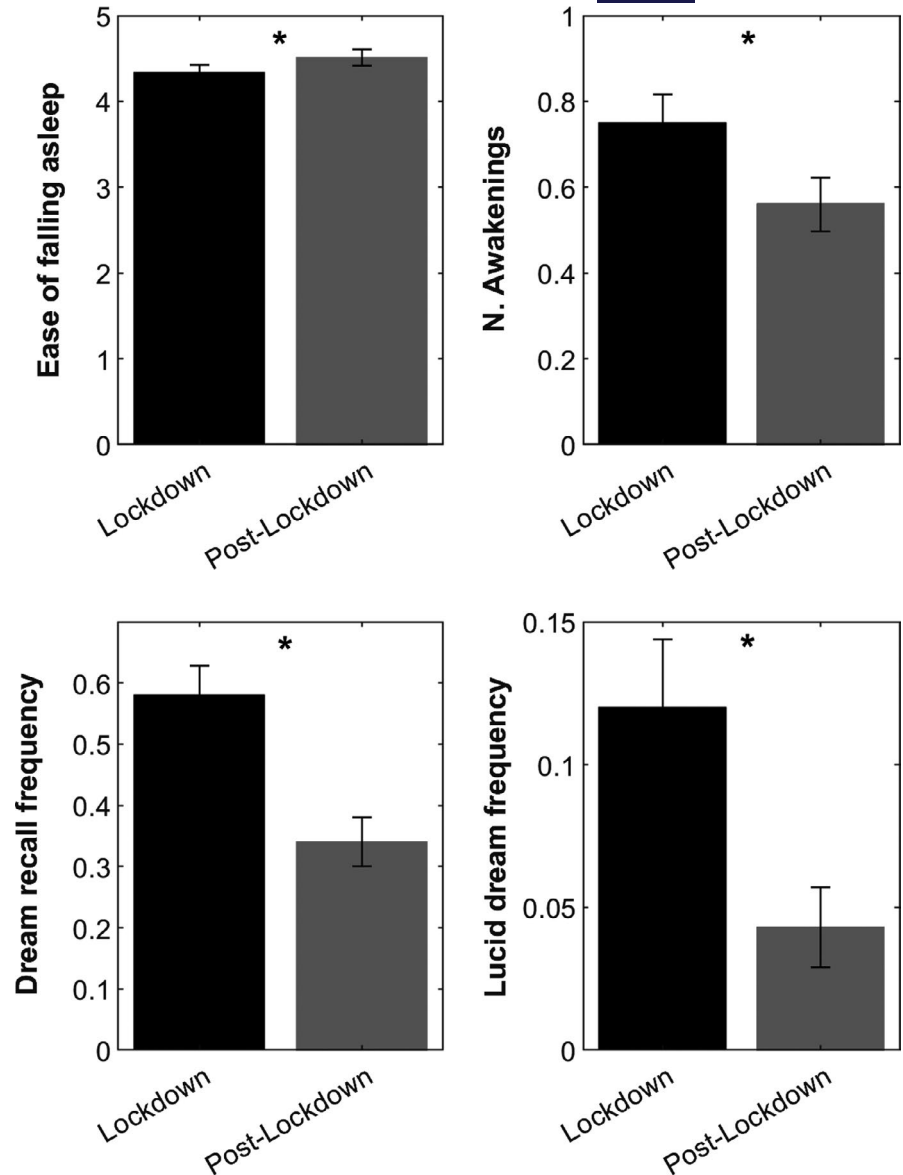 Ease of falling asleep
5
4
3
2
1
0
*
Lockdown
Post-Lockdown
N. Awakenings
1
0.8
0.6
0.4
0.2
0
*
Lockdown
Post-Lockdown
Dream recall frequency
0.6
0.5
0.4
0.3
0.2
0.1
0
*
Lockdown
Post-Lockdown
Lucid dream frequency
0.15
0.1
0.05
0
*
Lockdown
Post-Lockdown